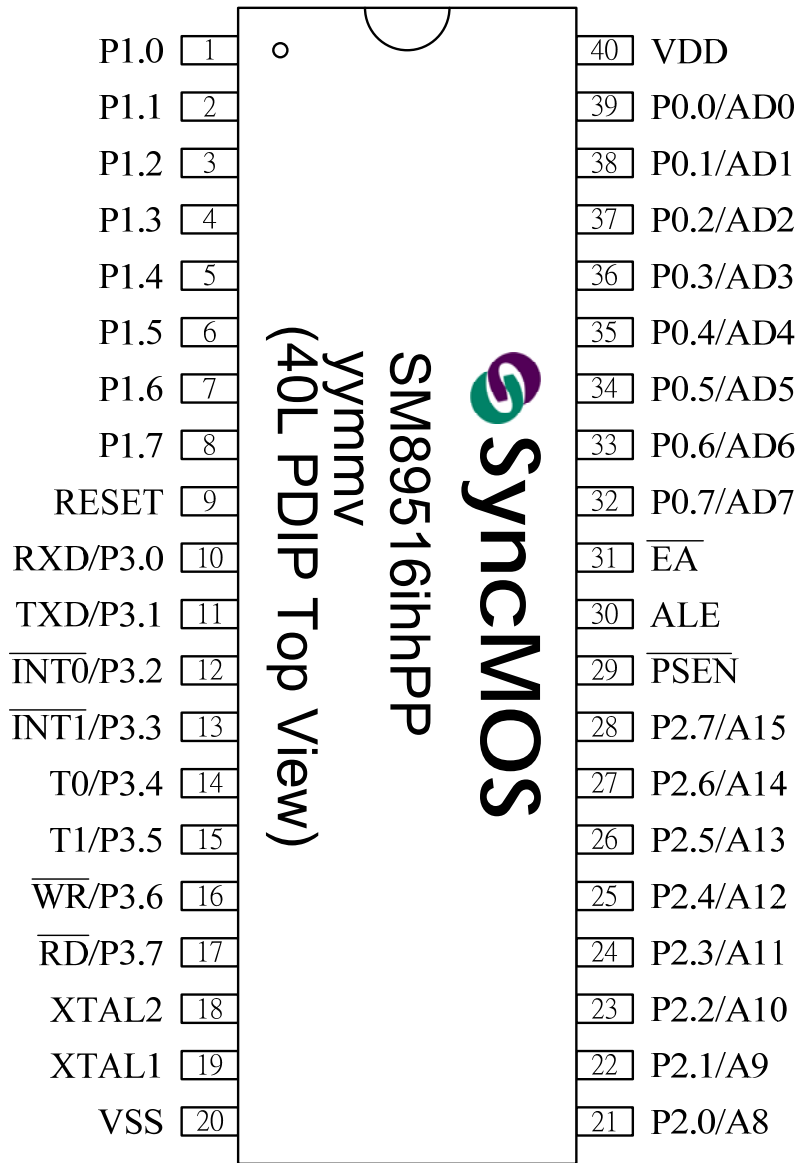 P1.0 1 40 VDD
P1.1 2 39 P0.0/AD0
P1.2 3 38 P0.1/AD1
P1.3 4 37 P0.2/AD2
P1.4 5 36 P0.3/AD3
P1.5 6 35 P0.4/AD4
P1.6 7 34 P0.5/AD5
P1.7 8 33 P0.6/AD6
RESET 9 32 P0.7/AD7
RXD/P3.0 10 31 E̅A̅
TXD/P3.1 11 30 ALE
I̅N̅T̅0̅/P3.2 12 29 P̅S̅E̅N̅
I̅N̅T̅1̅/P3.3 13 28 P2.7/A15
T0/P3.4 14 27 P2.6/A14
T1/P3.5 15 26 P2.5/A13
W̅R̅/P3.6 16 25 P2.4/A12
R̅D̅/P3.7 17 24 P2.3/A11
XTAL2 18 23 P2.2/A10
XTAL1 19 22 P2.1/A9
VSS 20 21 P2.0/A8
SyncMOS
SM89516ihhPP
yymmv
(40L PDIP Top View)